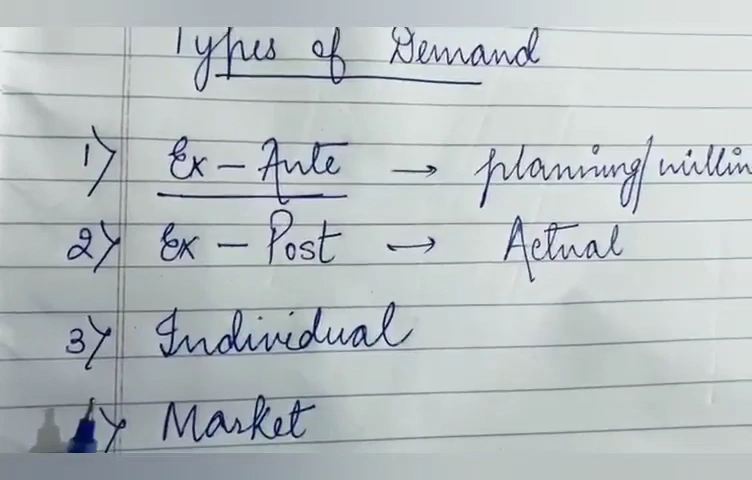 Types of Demand
1) Ex - Ante → planning/
2) Ex - Post → Actual
3) Individual
Market